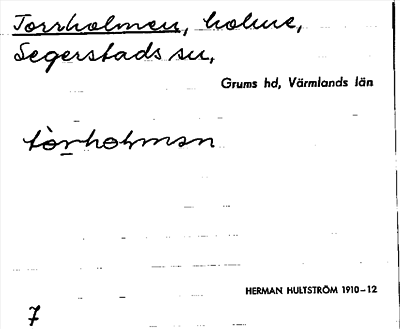 Torrholmen, holme,
Segerstads sn,
Grums hd, Värmlands län
tòrholmən
HERMAN HULTSTRÖM 1910-12
7